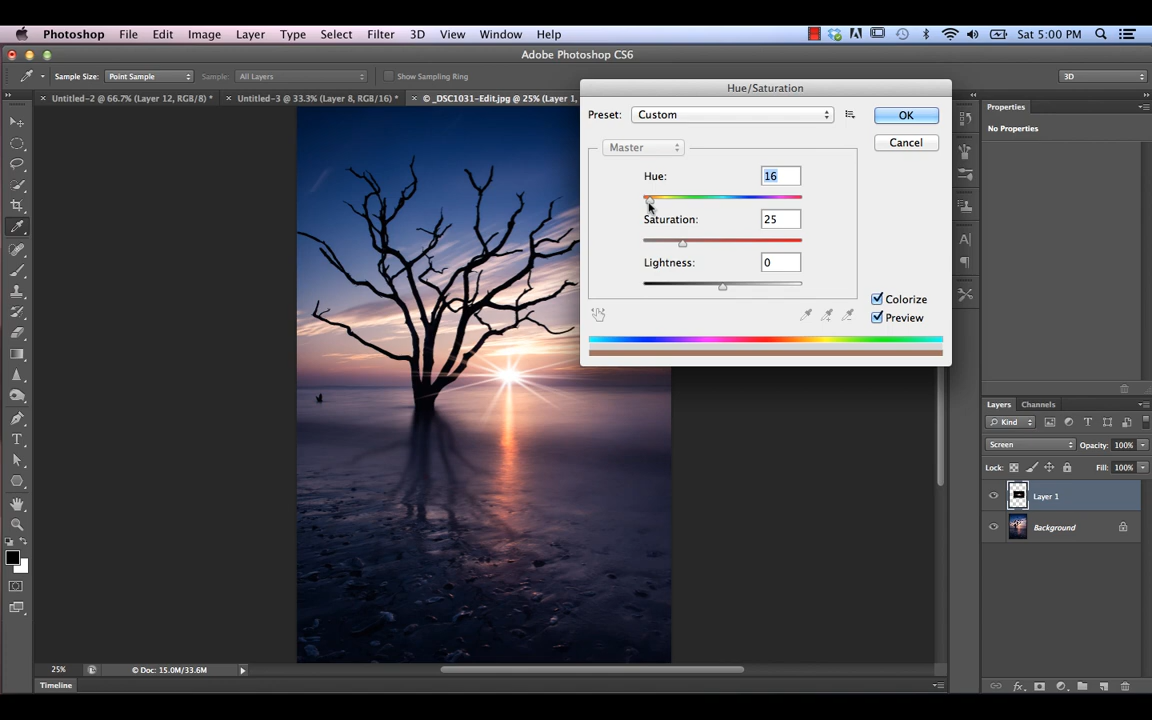 Photoshop File Edit Image Layer Type Select Filter 3D View Window Help Sat 5:00 PM
Adobe Photoshop CS6
Sample Size: Point Sample Sample: All Layers Show Sampling Ring 3D
× Untitled-2 @ 66.7% (Layer 12, RGB/8) * × Untitled-3 @ 33.3% (Layer 8, RGB/16) * × © _DSC1031-Edit.jpg @ 25% (Layer 1,
Hue/Saturation
Preset: Custom OK
Cancel
Master
Hue: 16
Saturation: 25
Lightness: 0
Colorize
Preview
Properties
No Properties
Layers Channels
Kind
Screen Opacity: 100%
Lock: Fill: 100%
Layer 1
Background
25% © Doc: 15.0M/33.6M
Timeline